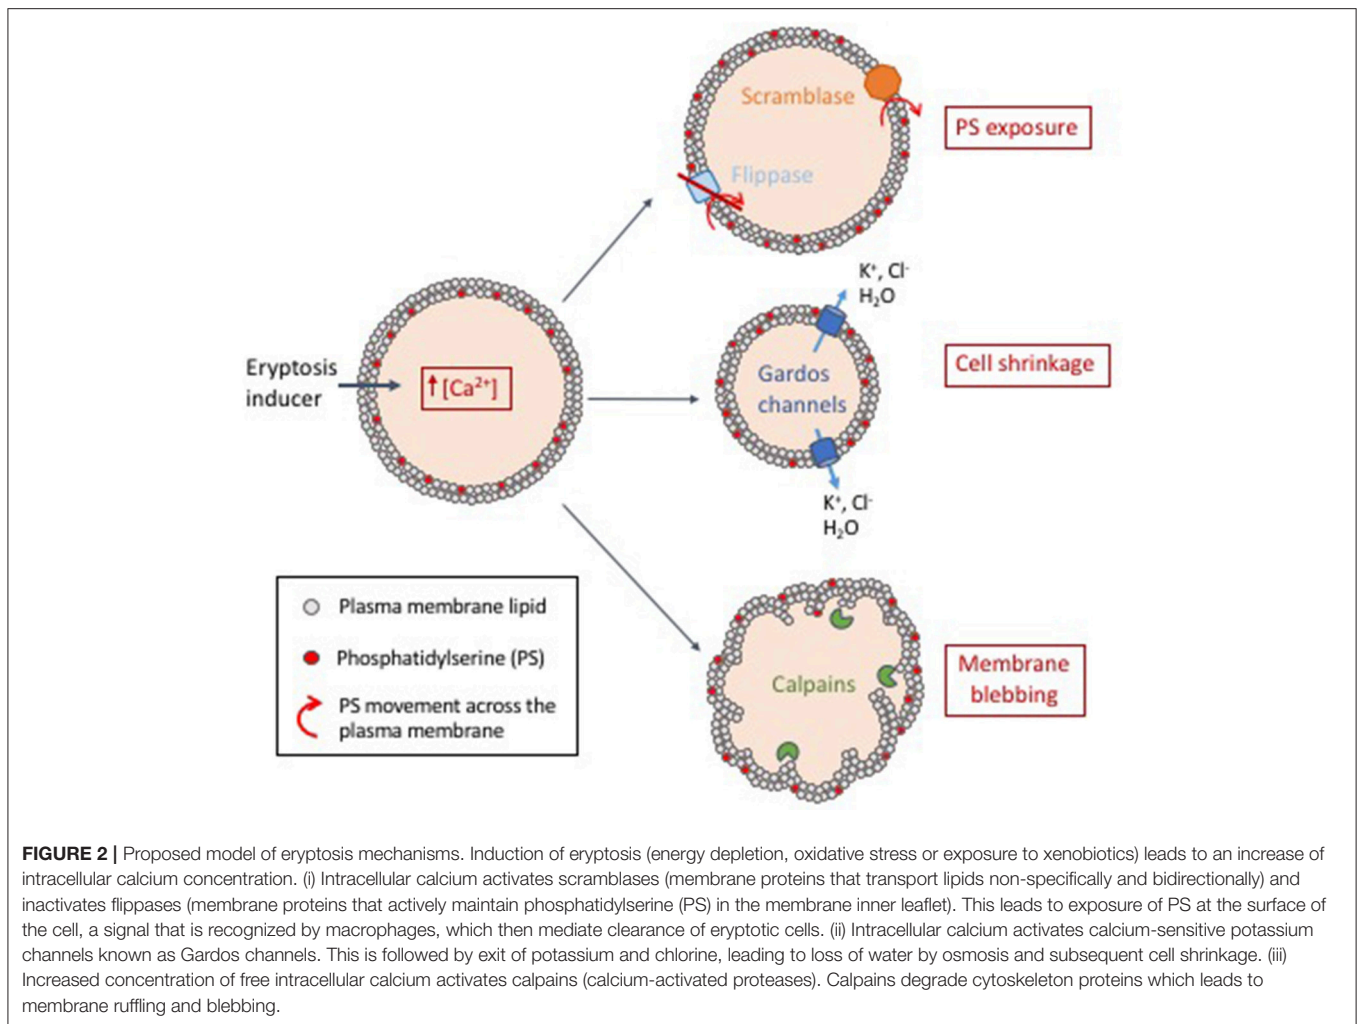 Scramblase
PS exposure
Flippase
K⁺, Cl⁻
H₂O
Eryptosis
inducer
↑[Ca²⁺]
Gardos
channels
Cell shrinkage
K⁺, Cl⁻
H₂O
Plasma membrane lipid
Phosphatidylserine (PS)
PS movement across the
plasma membrane
Calpains
Membrane
blebbing
FIGURE 2 | Proposed model of eryptosis mechanisms. Induction of eryptosis (energy depletion, oxidative stress or exposure to xenobiotics) leads to an increase of
intracellular calcium concentration. (i) Intracellular calcium activates scramblases (membrane proteins that transport lipids non-specifically and bidirectionally) and
inactivates flippases (membrane proteins that actively maintain phosphatidylserine (PS) in the membrane inner leaflet). This leads to exposure of PS at the surface of
the cell, a signal that is recognized by macrophages, which then mediate clearance of eryptotic cells. (ii) Intracellular calcium activates calcium-sensitive potassium
channels known as Gardos channels. This is followed by exit of potassium and chlorine, leading to loss of water by osmosis and subsequent cell shrinkage. (iii)
Increased concentration of free intracellular calcium activates calpains (calcium-activated proteases). Calpains degrade cytoskeleton proteins which leads to
membrane ruffling and blebbing.